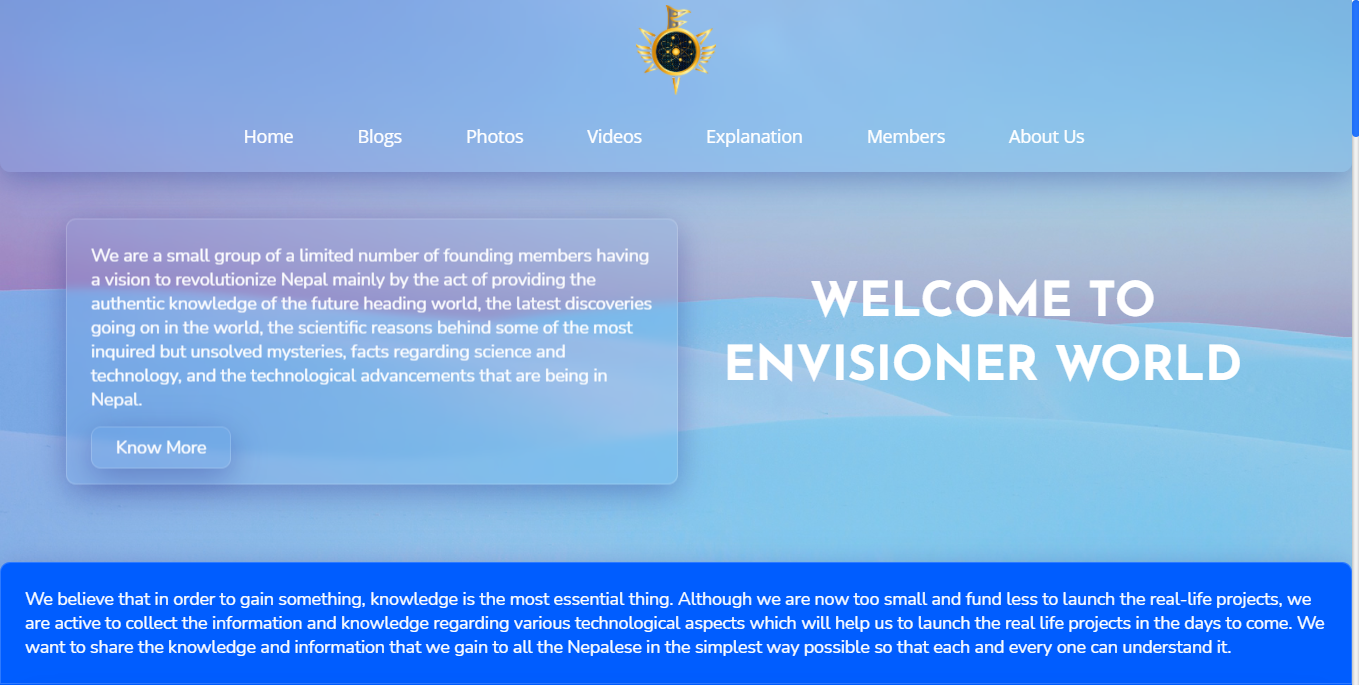 Home Blogs Photos Videos Explanation Members About Us
We are a small group of a limited number of founding members having
a vision to revolutionize Nepal mainly by the act of providing the
authentic knowledge of the future heading world, the latest discoveries
going on in the world, the scientific reasons behind some of the most
inquired but unsolved mysteries, facts regarding science and
technology, and the technological advancements that are being in
Nepal.
Know More
WELCOME TO
ENVISIONER WORLD
We believe that in order to gain something, knowledge is the most essential thing. Although we are now too small and fund less to launch the real-life projects, we
are active to collect the information and knowledge regarding various technological aspects which will help us to launch the real life projects in the days to come. We
want to share the knowledge and information that we gain to all the Nepalese in the simplest way possible so that each and every one can understand it.